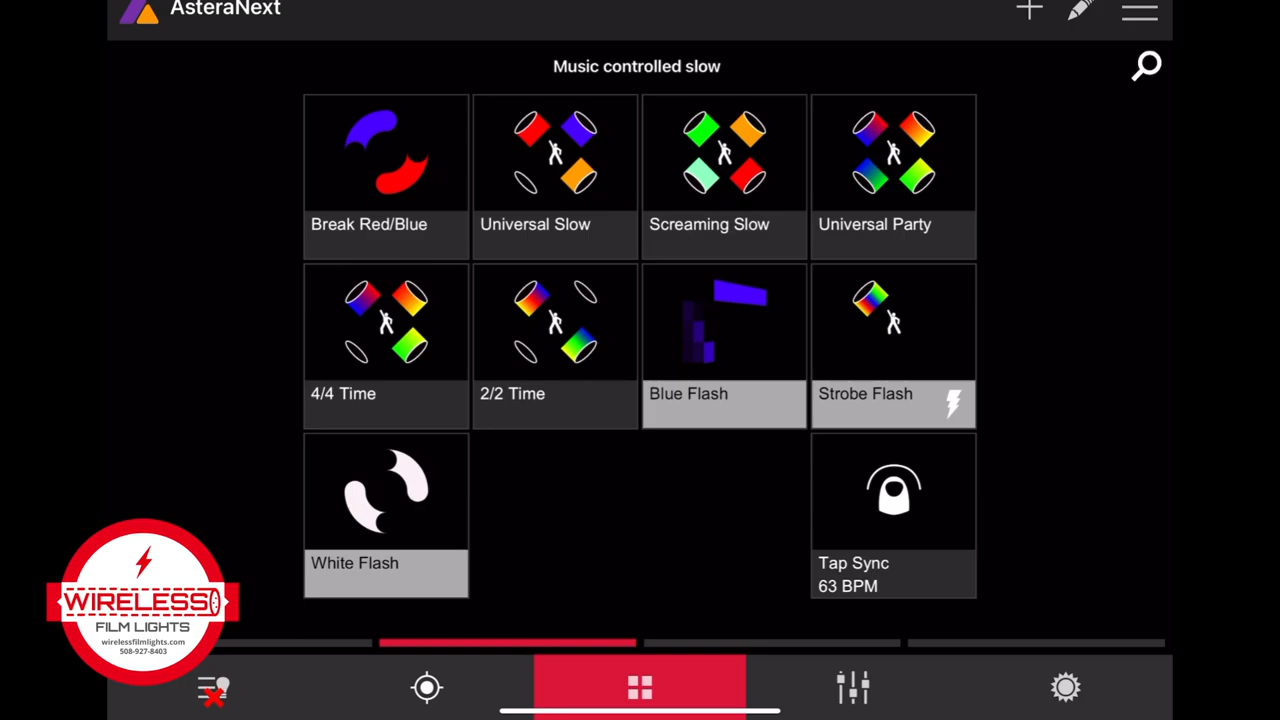 AsteraNext
Music controlled slow
Break Red/Blue
Universal Slow
Screaming Slow
Universal Party
4/4 Time
2/2 Time
Blue Flash
Strobe Flash
White Flash
Tap Sync
63 BPM
WIRELESS
FILM LIGHTS
wirelessfilmlights.com
508-927-8403